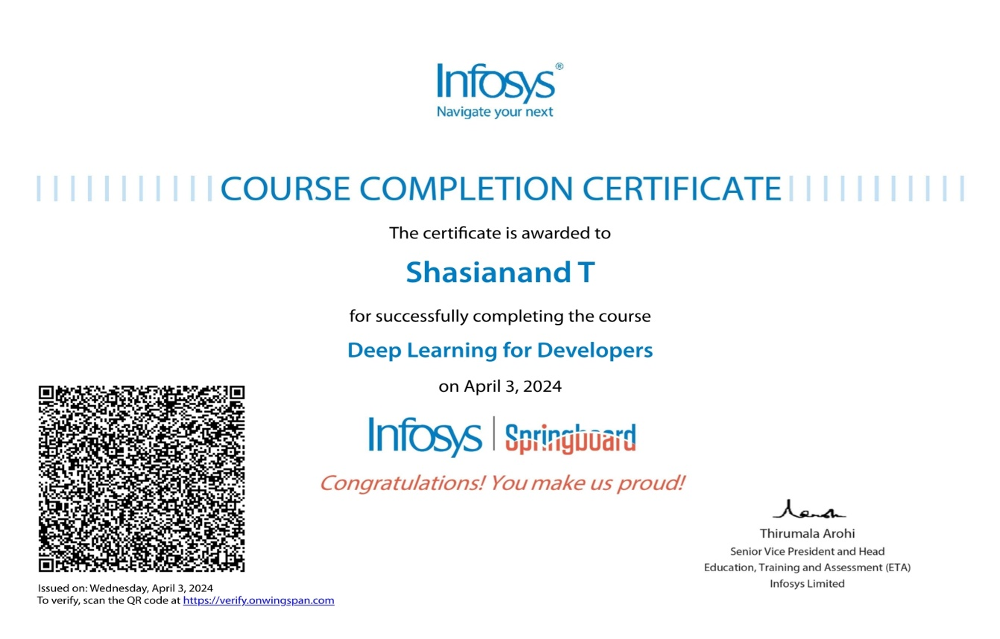 Infosys®
Navigate your next
COURSE COMPLETION CERTIFICATE
The certificate is awarded to
Shasianand T
for successfully completing the course
Deep Learning for Developers
on April 3, 2024
Infosys | Springboard
Congratulations! You make us proud!
Thirumala Arohi
Senior Vice President and Head
Education, Training and Assessment (ETA)
Infosys Limited
Issued on: Wednesday, April 3, 2024
To verify, scan the QR code at https://verify.onwingspan.com